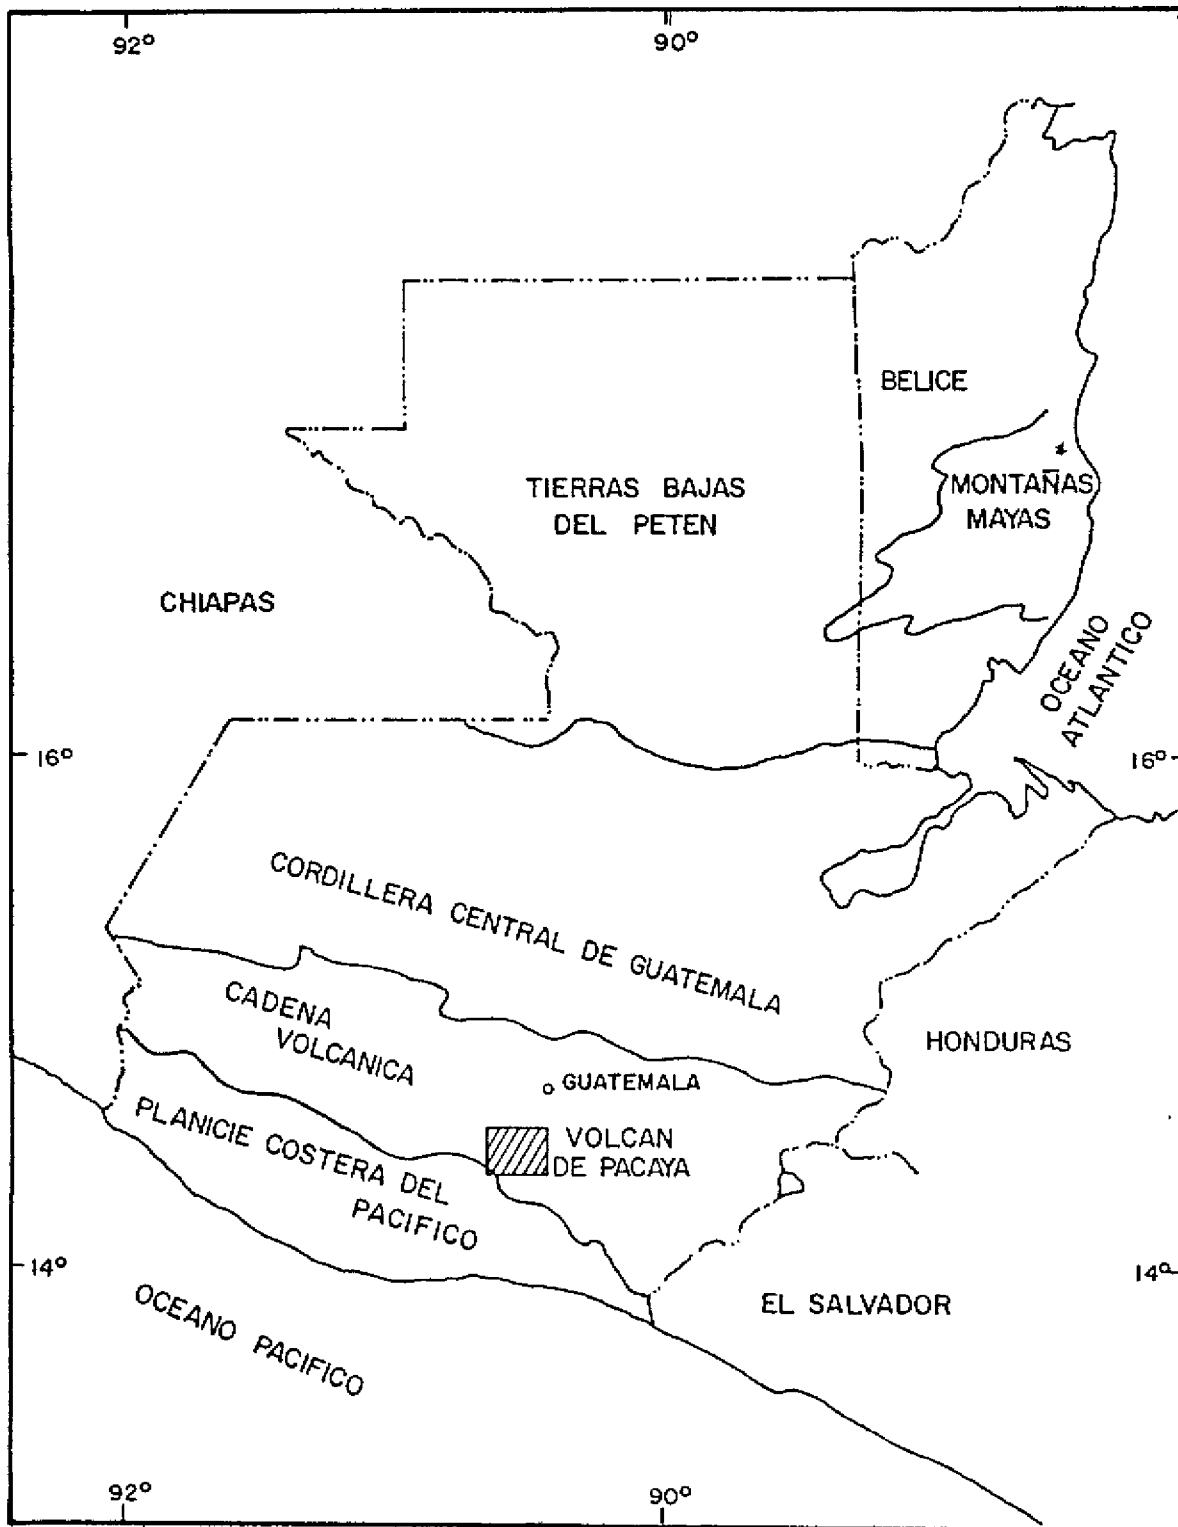 92°
90°
BELICE
TIERRAS BAJAS
DEL PETEN
MONTAÑAS
MAYAS
CHIAPAS
OCEANO
ATLANTICO
16°
16°
CORDILLERA CENTRAL DE GUATEMALA
CADENA
VOLCANICA
HONDURAS
GUATEMALA
PLANICIE COSTERA DEL
PACIFICO
VOLCAN
DE PACAYA
14°
14°
EL SALVADOR
OCEANO PACIFICO
92°
90°